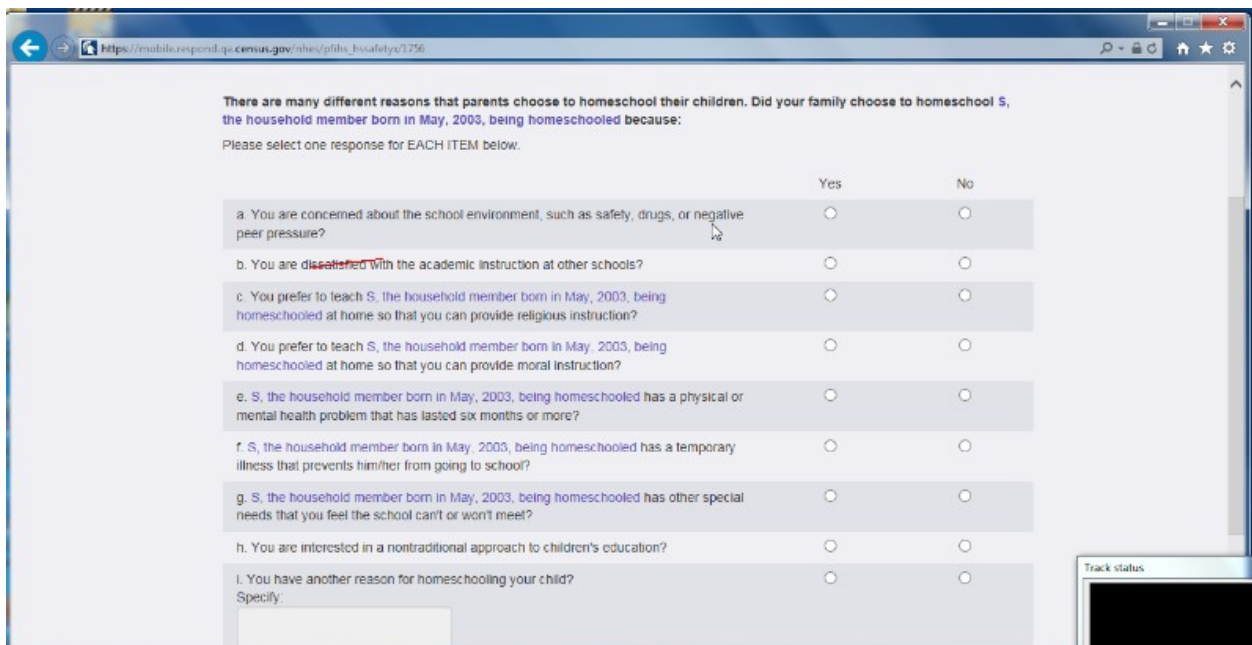 https://mobile.respond.qa.census.gov/nhes/pfihs_hssafetyx/1756
There are many different reasons that parents choose to homeschool their children. Did your family choose to homeschool S,
the household member born in May, 2003, being homeschooled because:
Please select one response for EACH ITEM below.
Yes No
a. You are concerned about the school environment, such as safety, drugs, or negative
peer pressure?
b. You are dissatisfied with the academic instruction at other schools?
c. You prefer to teach S, the household member born in May, 2003, being
homeschooled at home so that you can provide religious instruction?
d. You prefer to teach S, the household member born in May, 2003, being
homeschooled at home so that you can provide moral instruction?
e. S, the household member born in May, 2003, being homeschooled has a physical or
mental health problem that has lasted six months or more?
f. S, the household member born in May, 2003, being homeschooled has a temporary
illness that prevents him/her from going to school?
g. S, the household member born in May, 2003, being homeschooled has other special
needs that you feel the school can't or won't meet?
h. You are interested in a nontraditional approach to children's education?
i. You have another reason for homeschooling your child?
Specify:
Track status